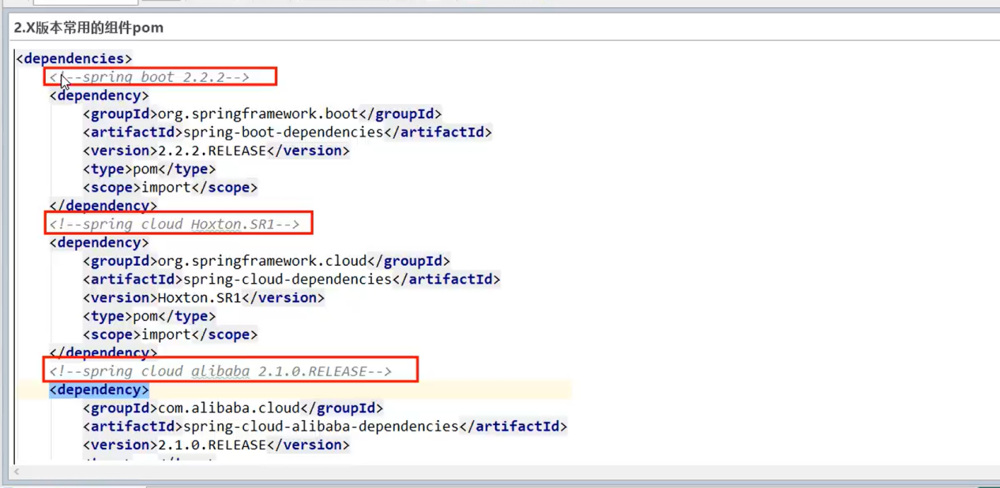 2.X版本常用的组件pom
<dependencies>
<!--spring boot 2.2.2-->
<dependency>
<groupId>org.springframework.boot</groupId>
<artifactId>spring-boot-dependencies</artifactId>
<version>2.2.2.RELEASE</version>
<type>pom</type>
<scope>import</scope>
</dependency>
<!--spring cloud Hoxton.SR1-->
<dependency>
<groupId>org.springframework.cloud</groupId>
<artifactId>spring-cloud-dependencies</artifactId>
<version>Hoxton.SR1</version>
<type>pom</type>
<scope>import</scope>
</dependency>
<!--spring cloud alibaba 2.1.0.RELEASE-->
<dependency>
<groupId>com.alibaba.cloud</groupId>
<artifactId>spring-cloud-alibaba-dependencies</artifactId>
<version>2.1.0.RELEASE</version>